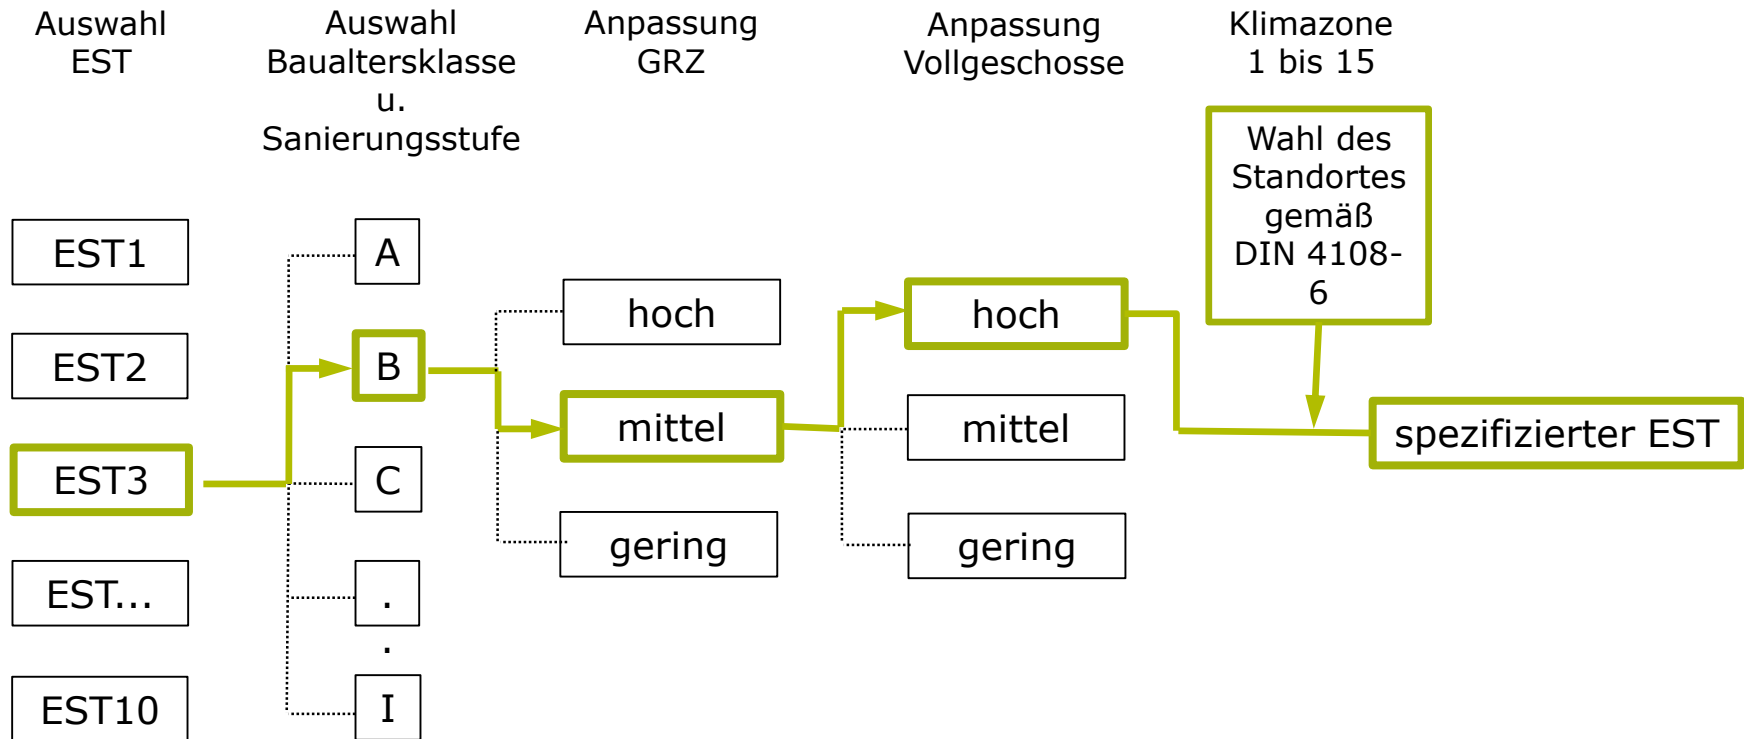 Auswahl
EST
Auswahl
Baualtersklasse
u.
Sanierungsstufe
Anpassung
GRZ
Anpassung
Vollgeschosse
Klimazone
1 bis 15
Wahl des
Standortes
gemäß
DIN 4108-
6
EST1
EST2
EST3
EST...
EST10
A
B
C
.
.
I
hoch
mittel
gering
hoch
mittel
gering
spezifizierter EST